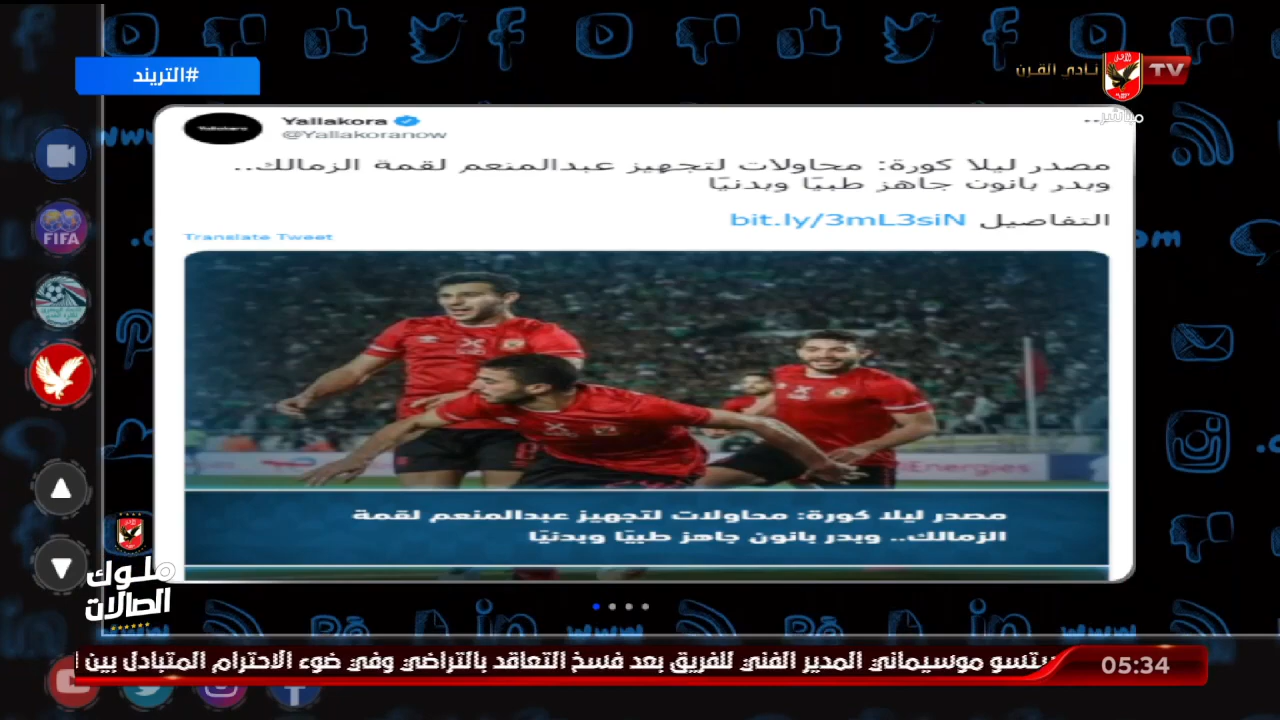 #التريند
نادي القرن
TV
مباشر
Yallakora
@Yallakoranow
مصدر ليلا كورة: محاولات لتجهيز عبدالمنعم لقمة الزمالك..
وبدر بانون جاهز طبيًا وبدنيًا
التفاصيل bit.ly/3mL3siN
Translate Tweet
FIFA
Energies
مصدر ليلا كورة: محاولات لتجهيز عبدالمنعم لقمة
الزمالك.. وبدر بانون جاهز طبيًا وبدنيًا
ملوك
الصالات
موسيماني المدير الفني للفريق بعد فسخ التعاقد بالتراضي وفي ضوء الاحترام المتبادل بين
05:34